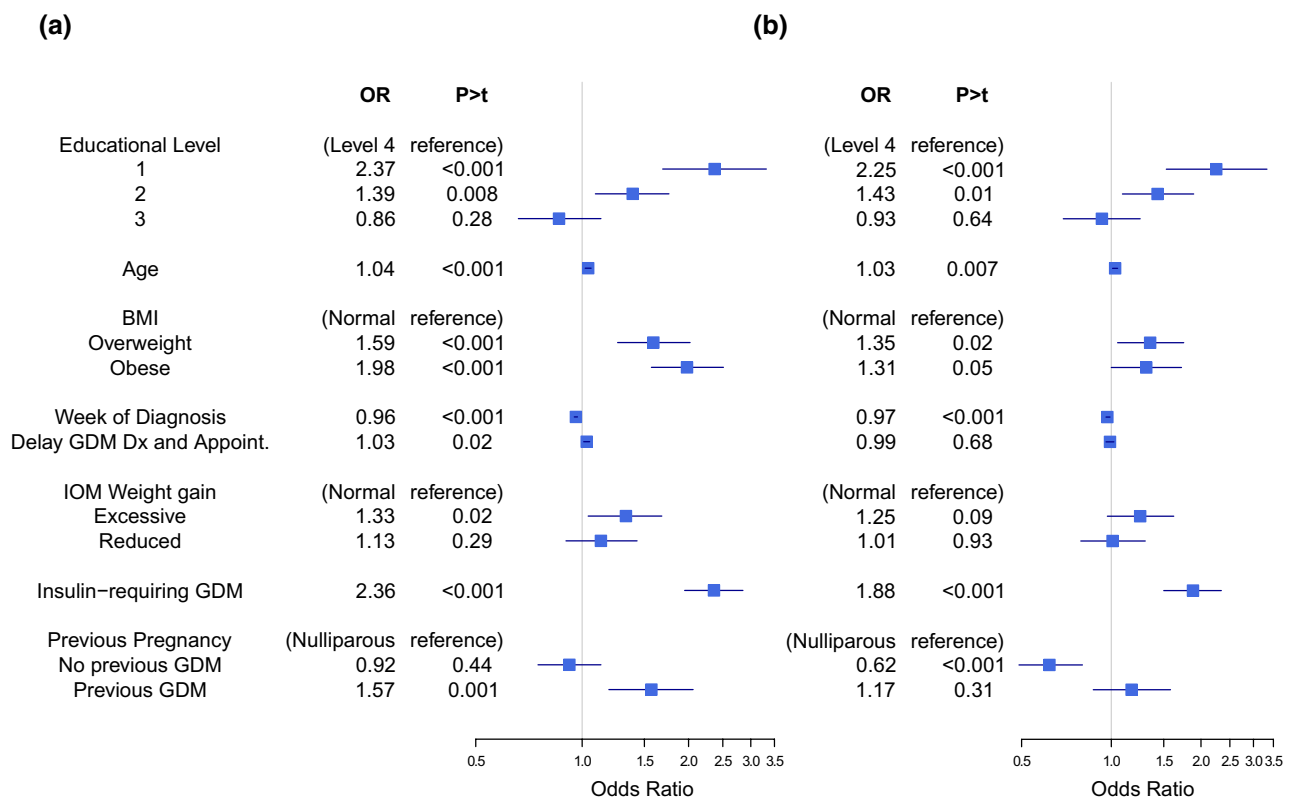 (a) (b)
OR P>t OR P>t
Educational Level (Level 4 reference) (Level 4 reference)
1 2.37 <0.001 2.25 <0.001
2 1.39 0.008 1.43 0.01
3 0.86 0.28 0.93 0.64
Age 1.04 <0.001 1.03 0.007
BMI (Normal reference) (Normal reference)
Overweight 1.59 <0.001 1.35 0.02
Obese 1.98 <0.001 1.31 0.05
Week of Diagnosis 0.96 <0.001 0.97 <0.001
Delay GDM Dx and Appoint. 1.03 0.02 0.99 0.68
IOM Weight gain (Normal reference) (Normal reference)
Excessive 1.33 0.02 1.25 0.09
Reduced 1.13 0.29 1.01 0.93
Insulin−requiring GDM 2.36 <0.001 1.88 <0.001
Previous Pregnancy (Nulliparous reference) (Nulliparous reference)
No previous GDM 0.92 0.44 0.62 <0.001
Previous GDM 1.57 0.001 1.17 0.31
0.5 1.0 1.5 2.0 2.5 3.0 3.5 0.5 1.0 1.5 2.0 2.5 3.0 3.5
Odds Ratio Odds Ratio